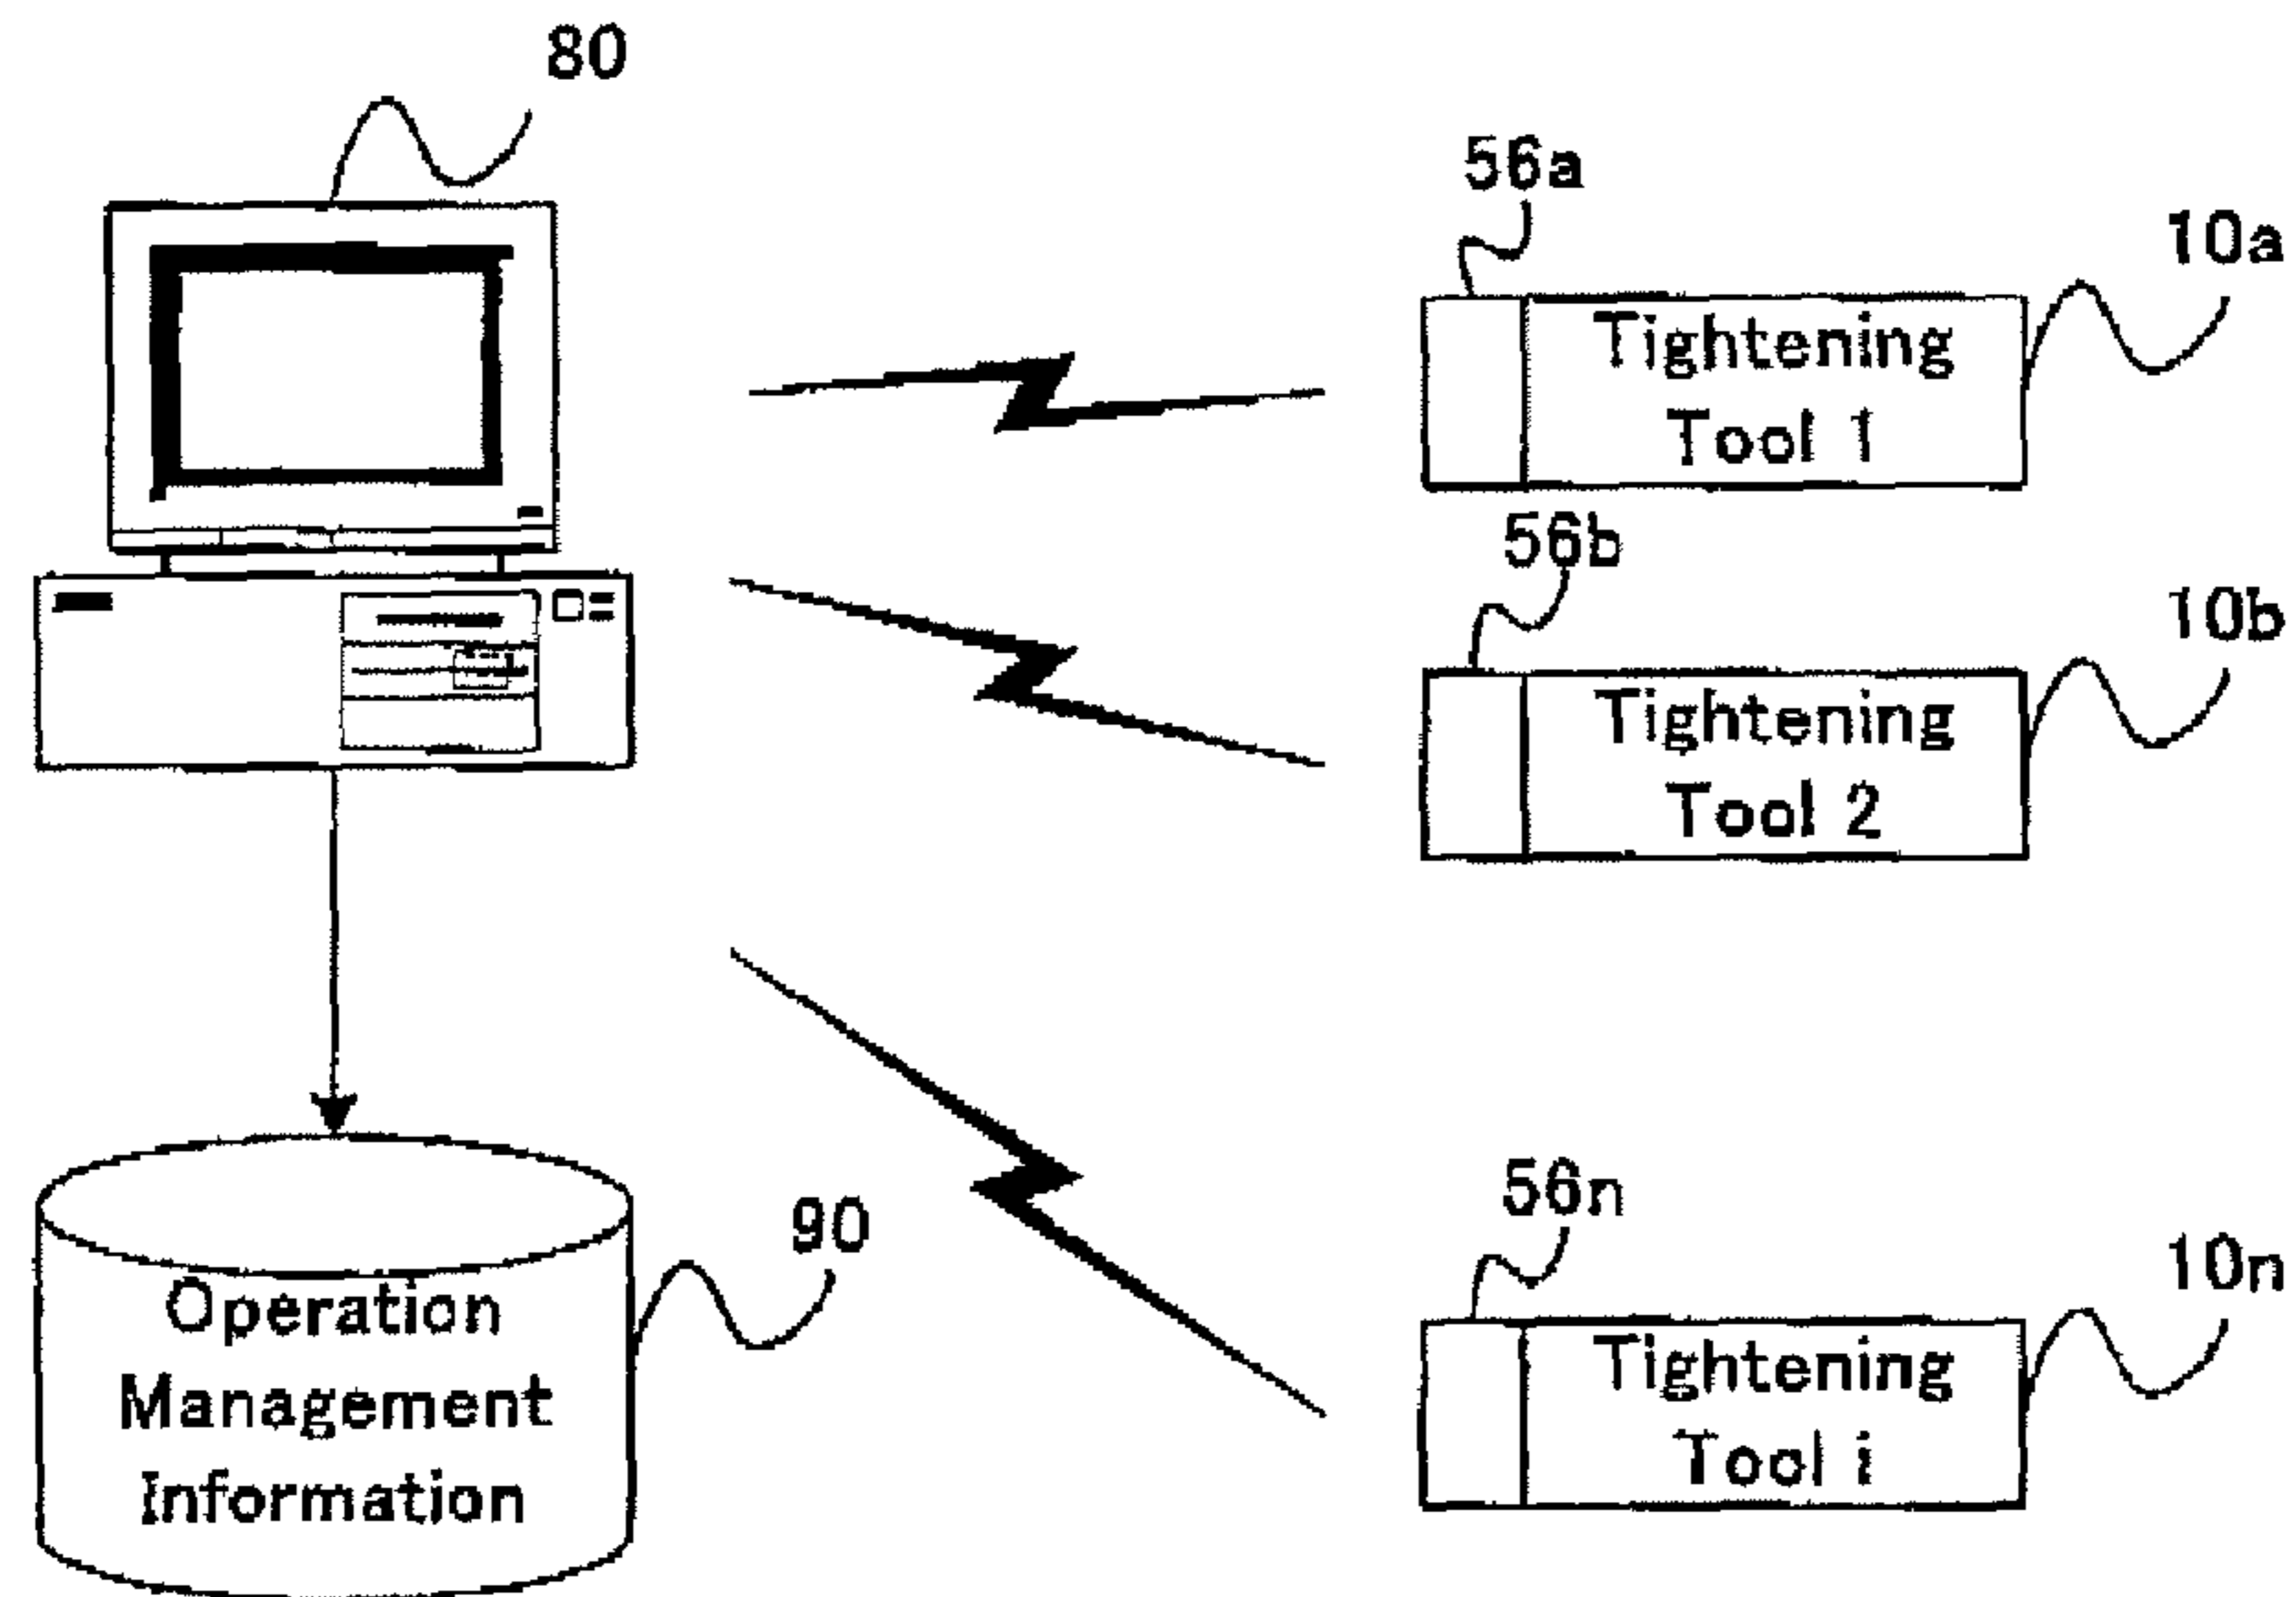 80
56a
10a
Tightening
Tool 1
56b
10b
Tightening
Tool 2
56n
10n
Tightening
Tool i
90
Operation
Management
Information